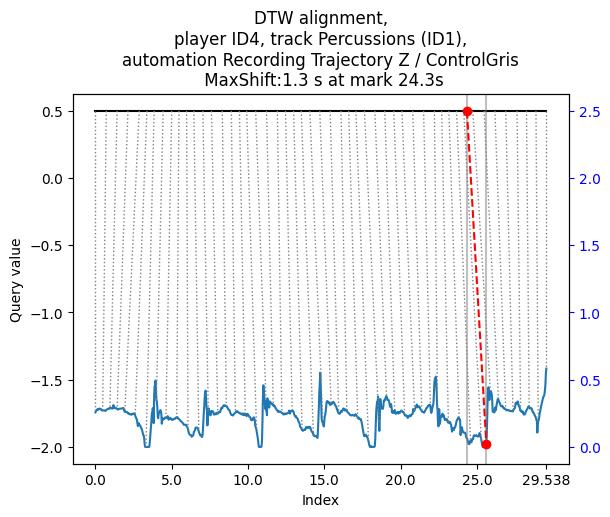 DTW alignment,
player ID4, track Percussions (ID1),
automation Recording Trajectory Z / ControlGris
MaxShift:1.3 s at mark 24.3s
0.5
0.0
−0.5
−1.0
−1.5
−2.0
Query value
2.5
2.0
1.5
1.0
0.5
0.0
0.0 5.0 10.0 15.0 20.0 25.0 29.538
Index